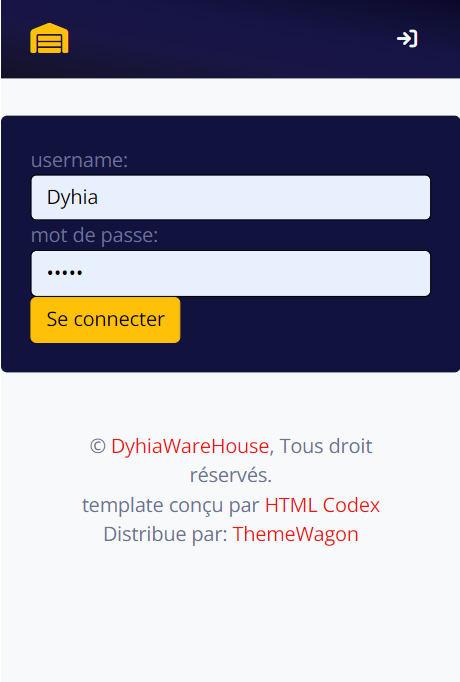 username:
Dyhia
mot de passe:
•••••
Se connecter
© DyhiaWareHouse, Tous droit
réservés.
template conçu par HTML Codex
Distribue par: ThemeWagon